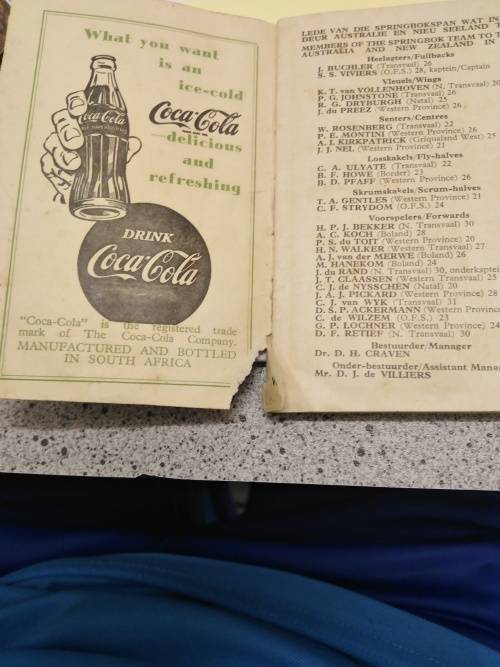 What you want
is an
ice-cold
Coca-Cola
Coca-Cola
—delicious
and
refreshing
DRINK
Coca-Cola
"Coca-Cola" is the registered trade
mark of The Coca-Cola Company.
MANUFACTURED AND BOTTLED
IN SOUTH AFRICA
LEDE VAN DIE SPRINGBOKSPAN WAT IN
DEUR AUSTRALIE EN NIEU SEELAND
MEMBERS OF THE SPRINGBOK TEAM TO
AUSTRALIA AND NEW ZEALAND IN
Heelagters/Fullbacks
J. BUCHLER (Transvaal) 26
S. S. VIVIERS (O.F.S.) 28, kaptein/Captain
Vleuels/Wings
K. T. van VOLLENHOVEN (N. Transvaal) 20
P. G. JOHNSTONE (Transvaal) 26
R. G. DRYBURGH (Natal) 25
J. du PREEZ (Western Province) 26
Senters/Centres
W. ROSENBERG (Transvaal) 22
P. E. MONTINI (Western Province) 26
A. I. KIRKPATRICK (Griqualand West) 25
J. J. NEL (Western Province) 21
Losskakels/Fly-halves
C. A. ULYATE (Transvaal) 22
B. F. HOWE (Border) 23
B. D. PFAFF (Western Province) 26
Skrumskakels/Scrum-halves
T. A. GENTLES (Western Province) 21
C. F. STRYDOM (O.F.S.) 24
Voorspelers/Forwards
H. P. J. BEKKER (N. Transvaal) 30
A. C. KOCH (Boland) 28
P. S. du TOIT (Western Province) 20
H. N. WALKER (Western Transvaal) 27
A. J. van der MERWE (Boland) 26
M. HANEKOM (Boland) 24
J. du RAND (N. Transvaal) 30, onderkaptein
J. T. CLAASSEN (Western Transvaal) 25
C. J. de NYSSCHEN (Natal) 20
J. A. J. PICKARD (Western Province) 28
C. J. van WYK (Transvaal) 31
D. S. P. ACKERMANN (Western Province
C. de WILZEM (O.F.S.) 23
G. P. LOCHNER (Western Province) 24
D. F. RETIEF (N. Transvaal) 30
Bestuurder/Manager
Dr. D. H. CRAVEN
Onder-bestuurder/Assistant Manag
Mr. D. J. de VILLIERS